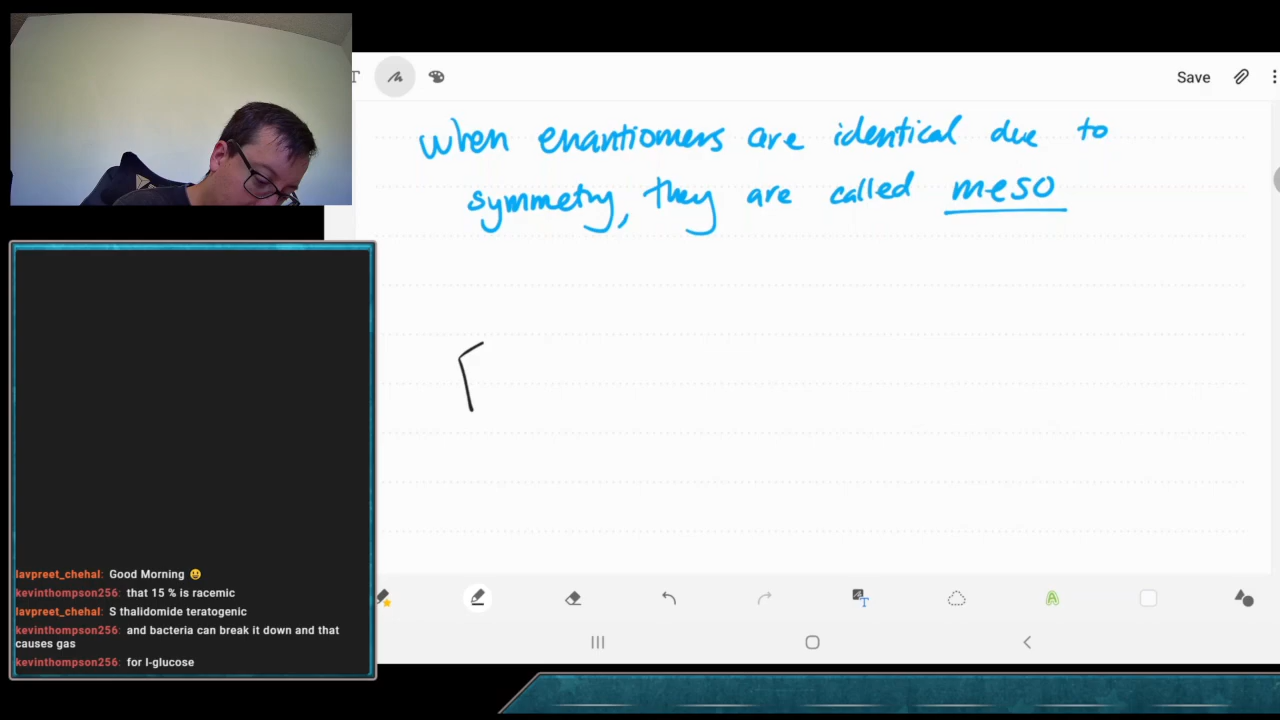 T
Save
when enantiomers are identical due to
symmetry, they are called meso
lavpreet_chehal: Good Morning 😃
kevinthompson256: that 15 % is racemic
lavpreet_chehal: S thalidomide teratogenic
kevinthompson256: and bacteria can break it down and that
causes gas
kevinthompson256: for l-glucose